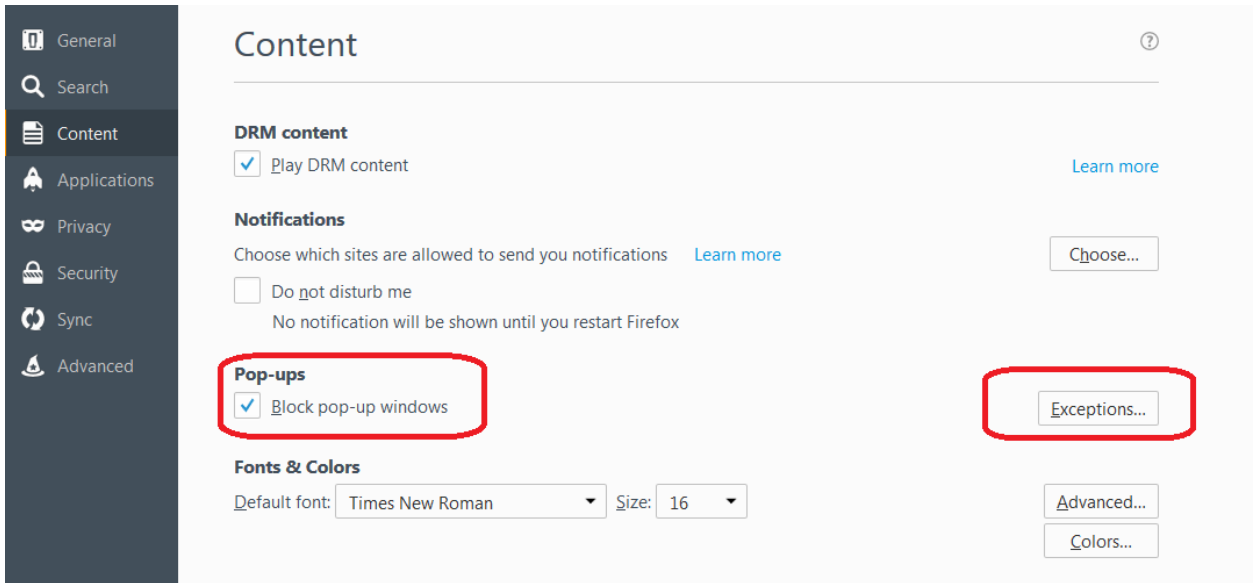 General
Search
Content
Applications
Privacy
Security
Sync
Advanced
Content
?
DRM content
Play DRM content
Learn more
Notifications
Choose which sites are allowed to send you notifications Learn more
Choose...
Do not disturb me
No notification will be shown until you restart Firefox
Pop-ups
Block pop-up windows
Exceptions...
Fonts & Colors
Default font: Times New Roman Size: 16
Advanced...
Colors...